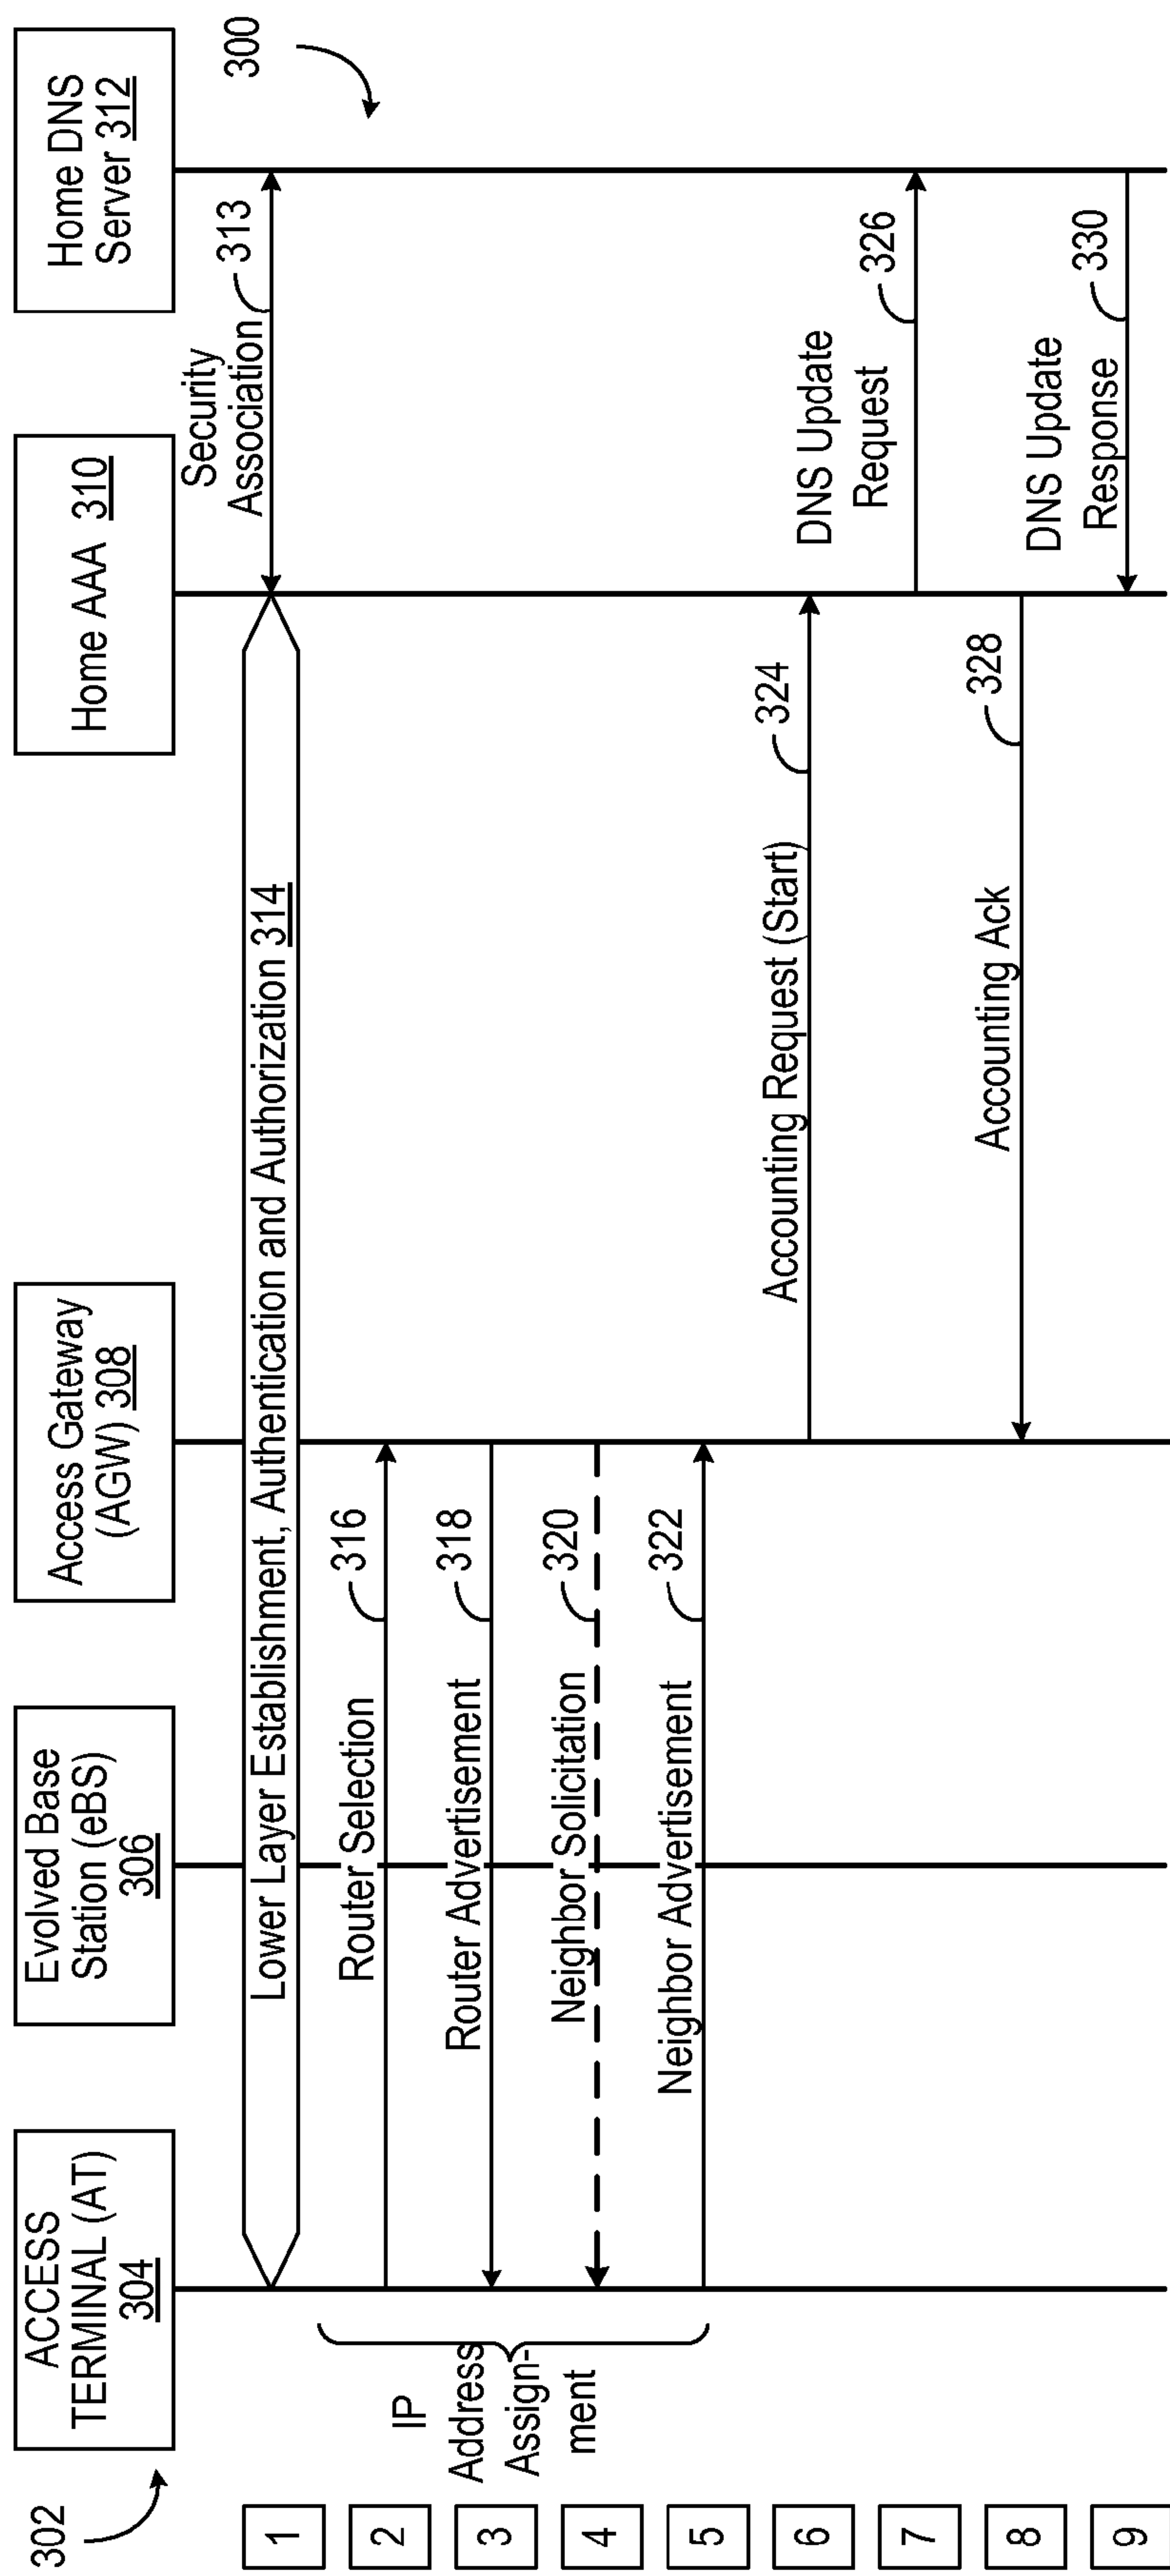 302
ACCESS
TERMINAL (AT)
304
Evolved Base
Station (eBS)
306
Access Gateway
(AGW) 308
Home AAA 310
Home DNS
Server 312
300
1
Lower Layer Establishment, Authentication and Authorization 314
Security
Association
313
IP
Address
Assign-
ment
2
Router Selection
316
3
Router Advertisement
318
4
Neighbor Solicitation
320
5
Neighbor Advertisement
322
6
Accounting Request (Start)
324
7
DNS Update
Request
326
8
Accounting Ack
328
9
DNS Update
Response
330